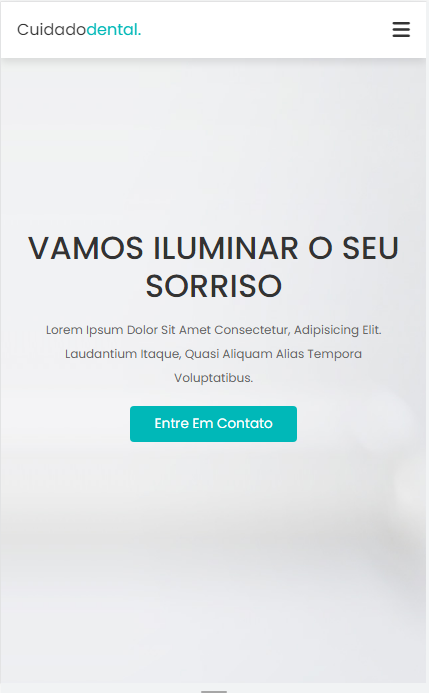 Cuidadodental.
VAMOS ILUMINAR O SEU
SORRISO
Lorem Ipsum Dolor Sit Amet Consectetur, Adipisicing Elit.
Laudantium Itaque, Quasi Aliquam Alias Tempora
Voluptatibus.
Entre Em Contato